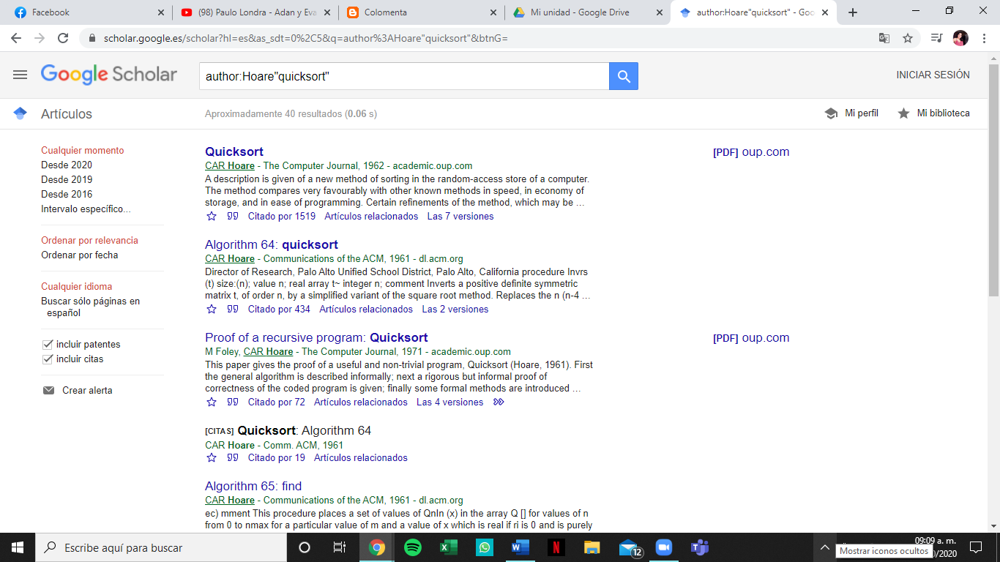 Facebook
(98) Paulo Londra - Adan y Eva
Colomenta
Mi unidad - Google Drive
author:Hoare"quicksort" - Goo
scholar.google.es/scholar?hl=es&as_sdt=0%2C5&q=author%3AHoare"quicksort"&btnG=
Google Scholar
author:Hoare"quicksort"
INICIAR SESIÓN
Artículos
Aproximadamente 40 resultados (0.06 s)
Mi perfil
Mi biblioteca
Cualquier momento
Desde 2020
Desde 2019
Desde 2016
Intervalo específico...
Ordenar por relevancia
Ordenar por fecha
Cualquier idioma
Buscar sólo páginas en
español
incluir patentes
incluir citas
Crear alerta
Quicksort
[PDF] oup.com
CAR Hoare - The Computer Journal, 1962 - academic.oup.com
A description is given of a new method of sorting in the random-access store of a computer.
The method compares very favourably with other known methods in speed, in economy of
storage, and in ease of programming. Certain refinements of the method, which may be ...
Citado por 1519 Artículos relacionados Las 7 versiones
Algorithm 64: quicksort
CAR Hoare - Communications of the ACM, 1961 - dl.acm.org
Director of Research, Palo Alto Unified School District, Palo Alto, California procedure Invrs
(t) size:(n); value n; real array t~ integer n; comment Inverts a positive definite symmetric
matrix t, of order n, by a simplified variant of the square root method. Replaces the n (n-4 ...
Citado por 434 Artículos relacionados Las 2 versiones
Proof of a recursive program: Quicksort
[PDF] oup.com
M Foley, CAR Hoare - The Computer Journal, 1971 - academic.oup.com
This paper gives the proof of a useful and non-trivial program, Quicksort (Hoare, 1961). First
the general algorithm is described informally; next a rigorous but informal proof of
correctness of the coded program is given; finally some formal methods are introduced ...
Citado por 72 Artículos relacionados Las 4 versiones
[CITAS] Quicksort: Algorithm 64
CAR Hoare - Comm. ACM, 1961
Citado por 19 Artículos relacionados
Algorithm 65: find
CAR Hoare - Communications of the ACM, 1961 - dl.acm.org
ec) mment This procedure places a set of values of QnIn (x) in the array Q [] for values of n
from 0 to nmax for a particular value of m and a value of x which is real if ri is 0 and is purely
Escribe aquí para buscar
12
09:09 a. m.
Mostrar iconos ocultos
0/2020